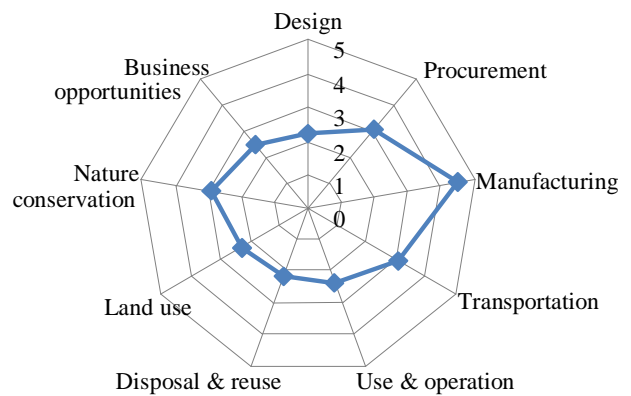 Design
5
4
3
2
1
0
Procurement
Manufacturing
Transportation
Use & operation
Disposal & reuse
Land use
Nature
conservation
Business
opportunities